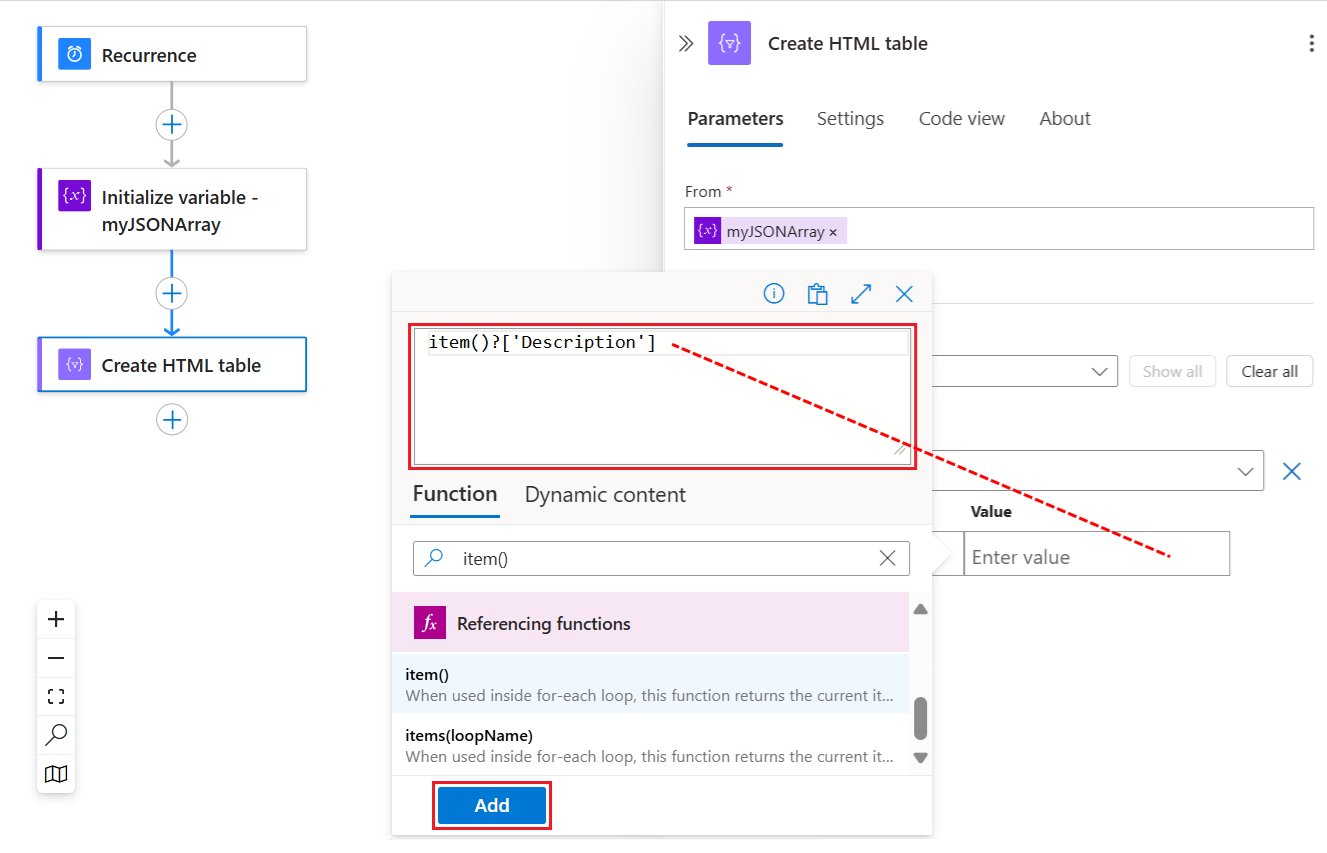 Recurrence
Initialize variable -
myJSONArray
Create HTML table
Create HTML table
Parameters
Settings
Code view
About
From *
myJSONArray ×
Show all
Clear all
Value
Enter value
item()?['Description']
Function
Dynamic content
item()
fx
Referencing functions
item()
When used inside for-each loop, this function returns the current it...
items(loopName)
When used inside for-each loop, this function returns the current it...
Add